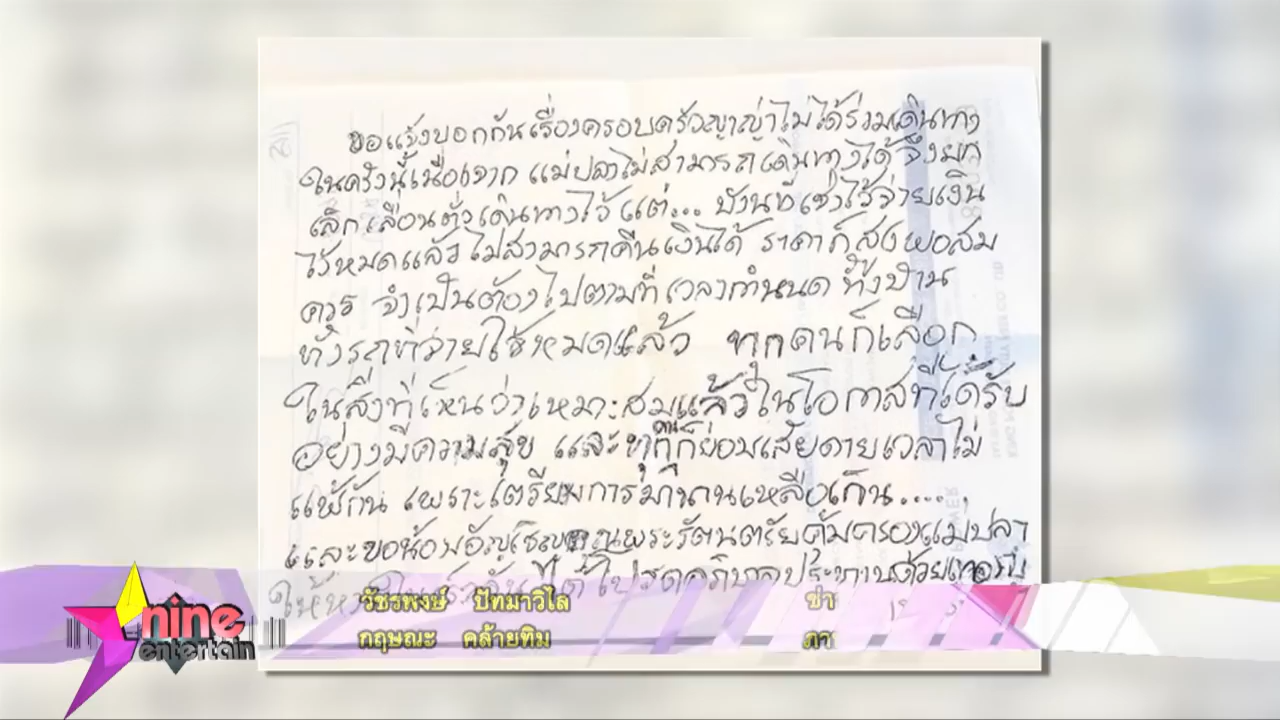 ขอแจ้งบอกกันเรื่องครอบครัวญาญ่าไม่ได้ร่วมเดินทาง
ในครั้งนี้เนื่องจาก แม่ปลาไม่สามารถเดินทางได้ จึงยก
เลิกเลื่อนตั๋วเดินทางไว้ แต่... บ้านที่เช่าไว้จ่ายเงิน
ไว้หมดแล้ว ไม่สามารถคืนเงินได้ ราคาก็สูงพอสม
ควร จึงเป็นต้องไปตามที่เวลากำหนด ทั้งบ้าน
ทั้งรถที่จ่ายใช้หมดแล้ว ทุกคนก็เลือก
ในสิ่งที่เห็นว่าเหมาะสมแล้วในโอกาสที่ได้รับ
อย่างมีความสุข และทุกคนก็ย่อมเสียดายเวลาไม่
แพ้กัน เพราะเตรียมการมานานเหลือเกิน....
และขอน้อมอัญเชิญคุณพระรัตนตรัยคุ้มครองแม่ปลา
nine
entertain
วัชรพงษ์ ปัทมาวิไล ข่า
กฤษณะ คล้ายทิม ภา